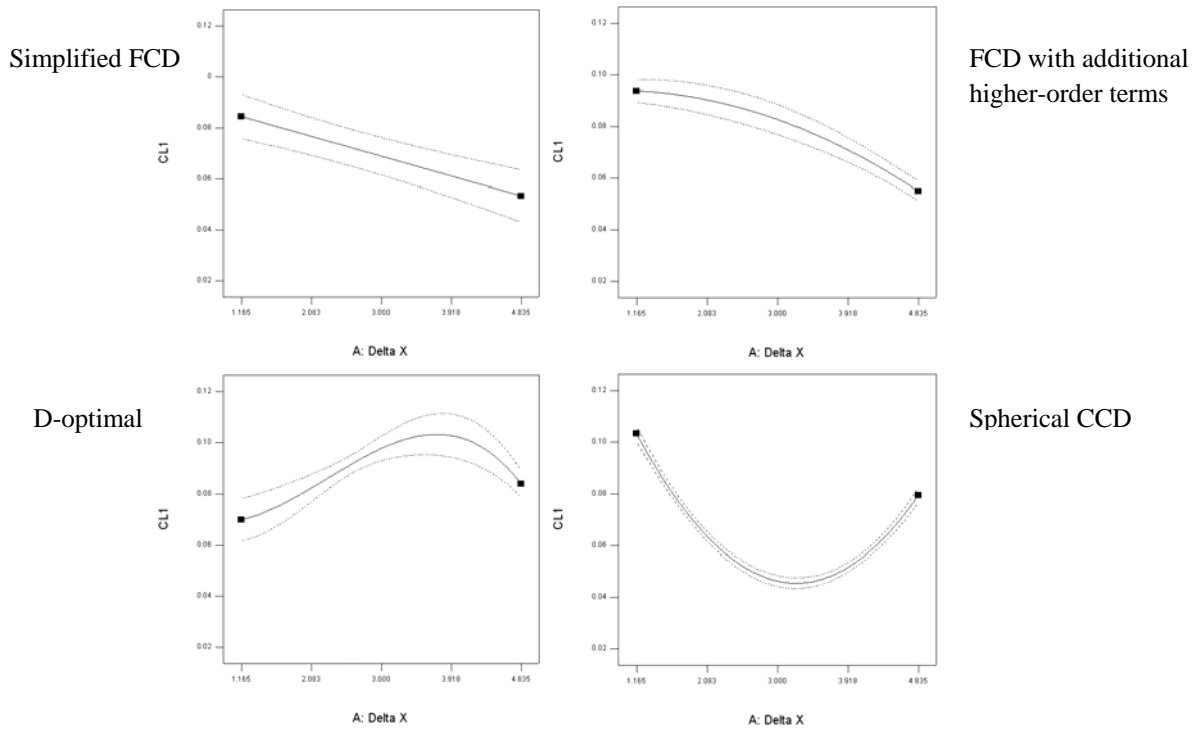 Simplified FCD
0.12
0
0.08
0.06
0.04
0.02
CL1
1.165 2.083 3.000 3.918 4.835
A: Delta X
FCD with additional
higher-order terms
0.12
0.10
0.08
0.06
0.04
0.02
CL1
1.165 2.083 3.000 3.918 4.835
A: Delta X
D-optimal
0.12
0.10
0.08
0.06
0.04
0.02
CL1
1.165 2.083 3.000 3.918 4.835
A: Delta X
Spherical CCD
0.12
0.10
0.08
0.06
0.04
0.02
CL1
1.165 2.083 3.000 3.918 4.835
A: Delta X